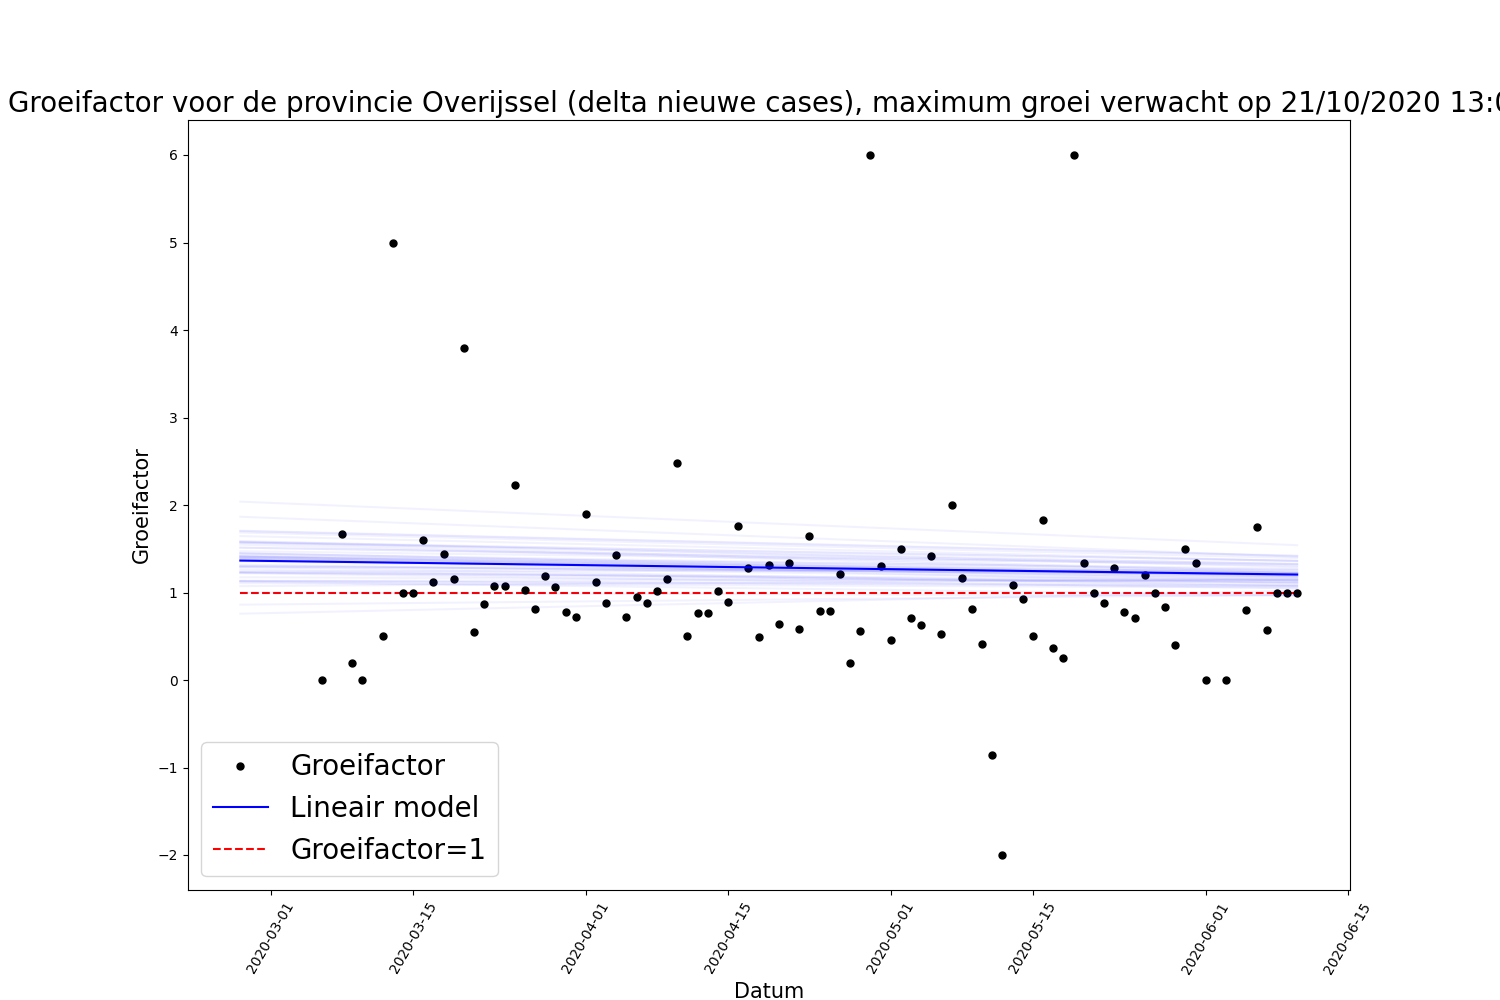 Groeifactor voor de provincie Overijssel (delta nieuwe cases), maximum groei verwacht op 21/10/2020 13:0
6
5
4
3
2
1
0
−1
−2
Groeifactor
Groeifactor
Lineair model
Groeifactor=1
2020-03-01
2020-03-15
2020-04-01
2020-04-15
2020-05-01
2020-05-15
2020-06-01
2020-06-15
Datum